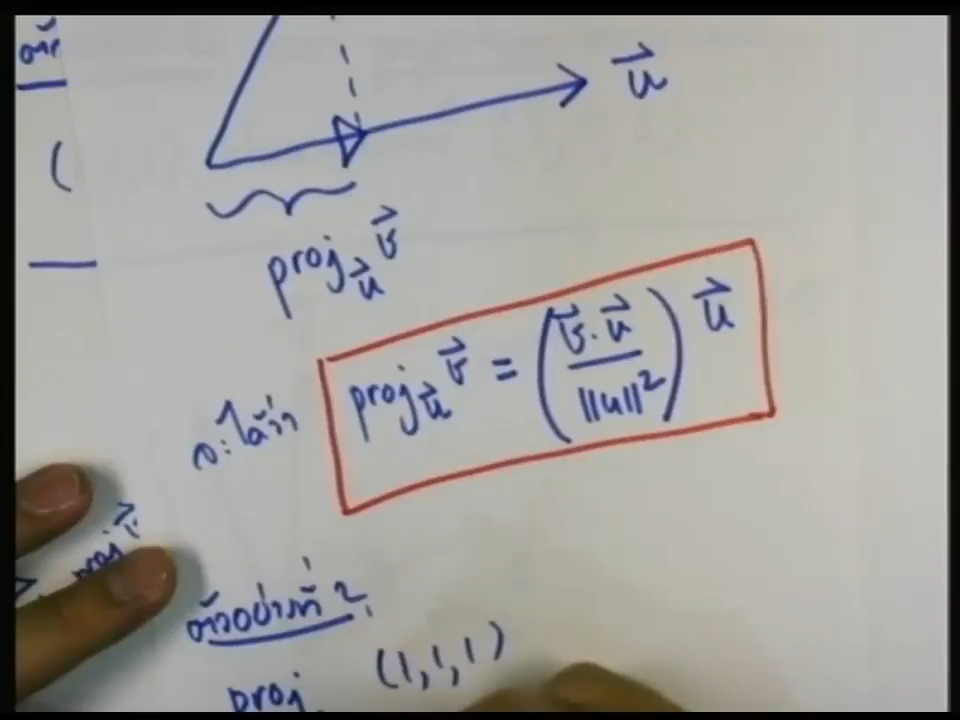 u⃗
proj_u⃗ v⃗
จะได้ว่า proj_u⃗ v⃗ = (v⃗ · u⃗ / ||u||²) u⃗
ตัวอย่างที่ 2
proj (1,1,1)